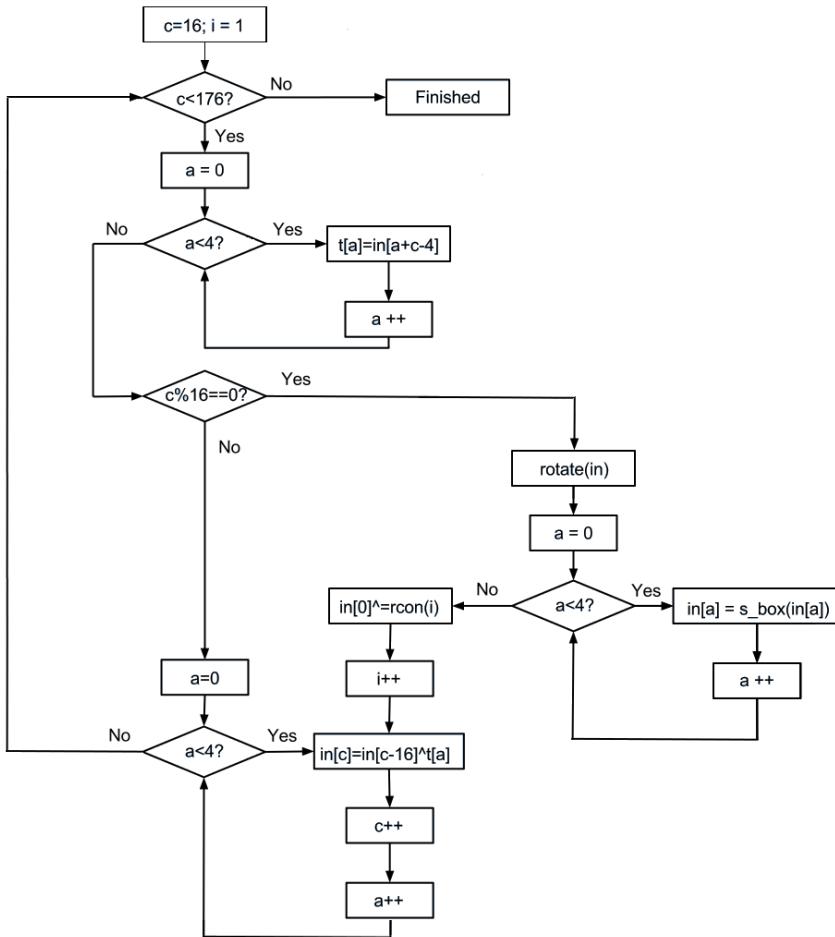 c=16; i = 1
c<176?
No
Finished
Yes
a = 0
No
a<4?
Yes
t[a]=in[a+c-4]
a ++
c%16==0?
Yes
No
rotate(in)
a = 0
No
a<4?
Yes
in[0]^=rcon(i)
in[a] = s_box(in[a])
i++
a ++
a=0
No
a<4?
Yes
in[c]=in[c-16]^t[a]
c++
a++